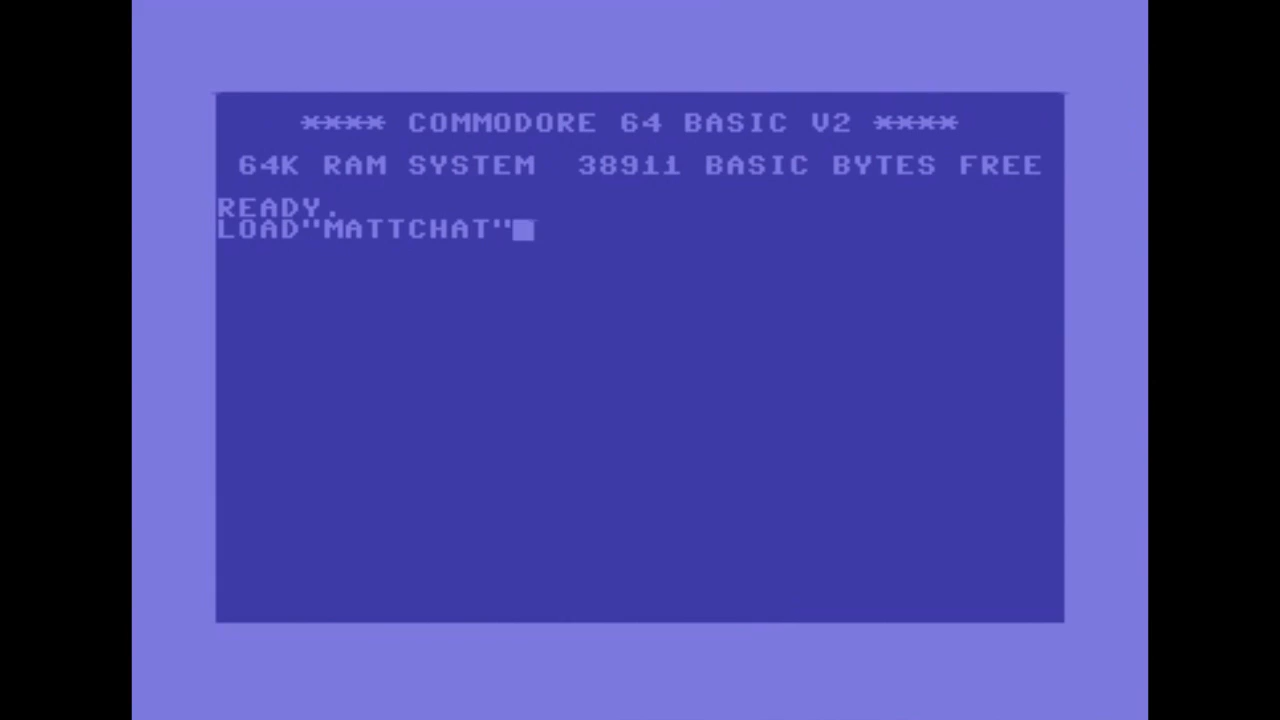 **** COMMODORE 64 BASIC V2 ****
64K RAM SYSTEM  38911 BASIC BYTES FREE
READY.
LOAD"MATTCHAT"